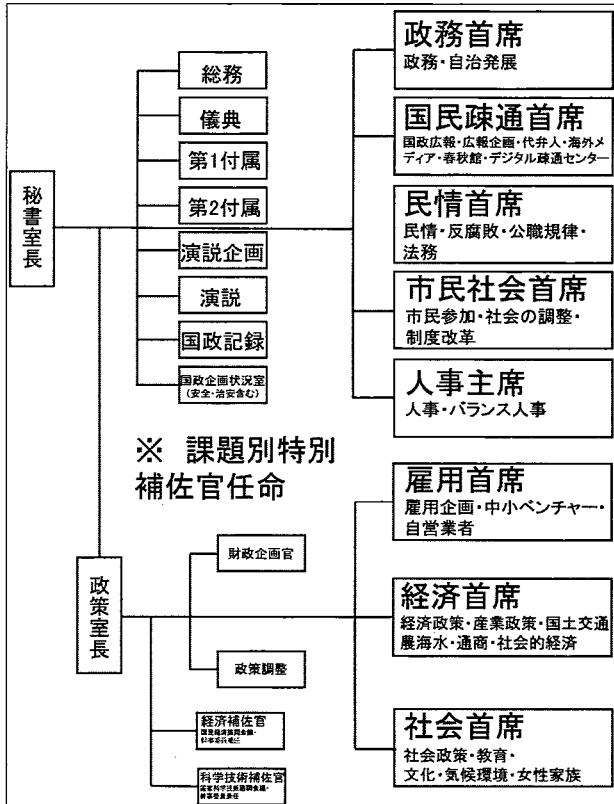 秘書室長
総務
儀典
第1付属
第2付属
演説企画
演説
国政記録
国政企画状況室
(安全・治安含む)
政務首席
政務・自治発展
国民疎通首席
国政広報・広報企画・代弁人・海外メ
ディア・春秋館・デジタル疎通センター
民情首席
民情・反腐敗・公職規律・
法務
市民社会首席
市民参加・社会の調整・
制度改革
人事主席
人事・バランス人事
※ 課題別特別
補佐官任命
政策室長
財政企画官
政策調整
経済補佐官
科学技術補佐官
雇用首席
雇用企画・中小ベンチャー・
自営業者
経済首席
経済政策・産業政策・国土交通
農海水・通商・社会的経済
社会首席
社会政策・教育・
文化・気候環境・女性家族